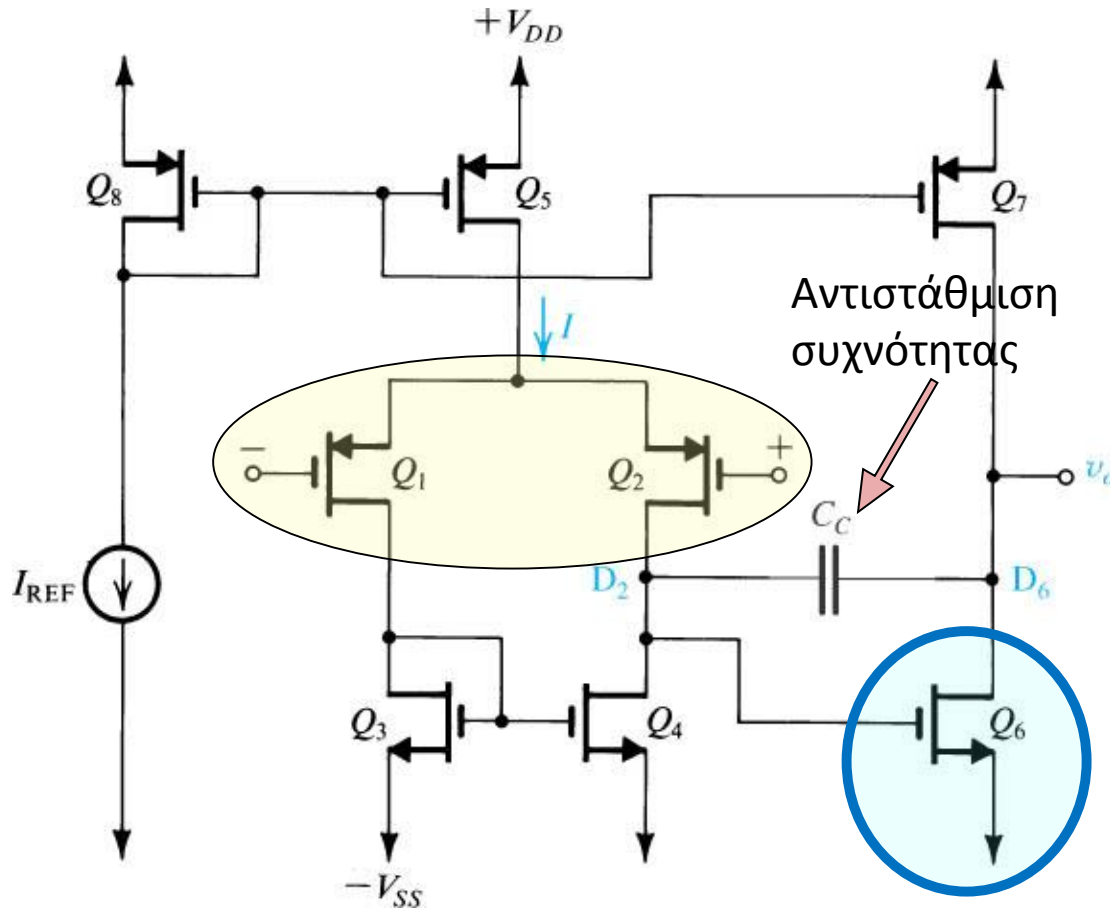 +V_DD
Q_8
Q_5
Q_7
Αντιστάθμιση
συχνότητας
I
−
Q_1
Q_2
+
C_C
I_REF
D_2
D_6
Q_3
Q_4
Q_6
−V_SS